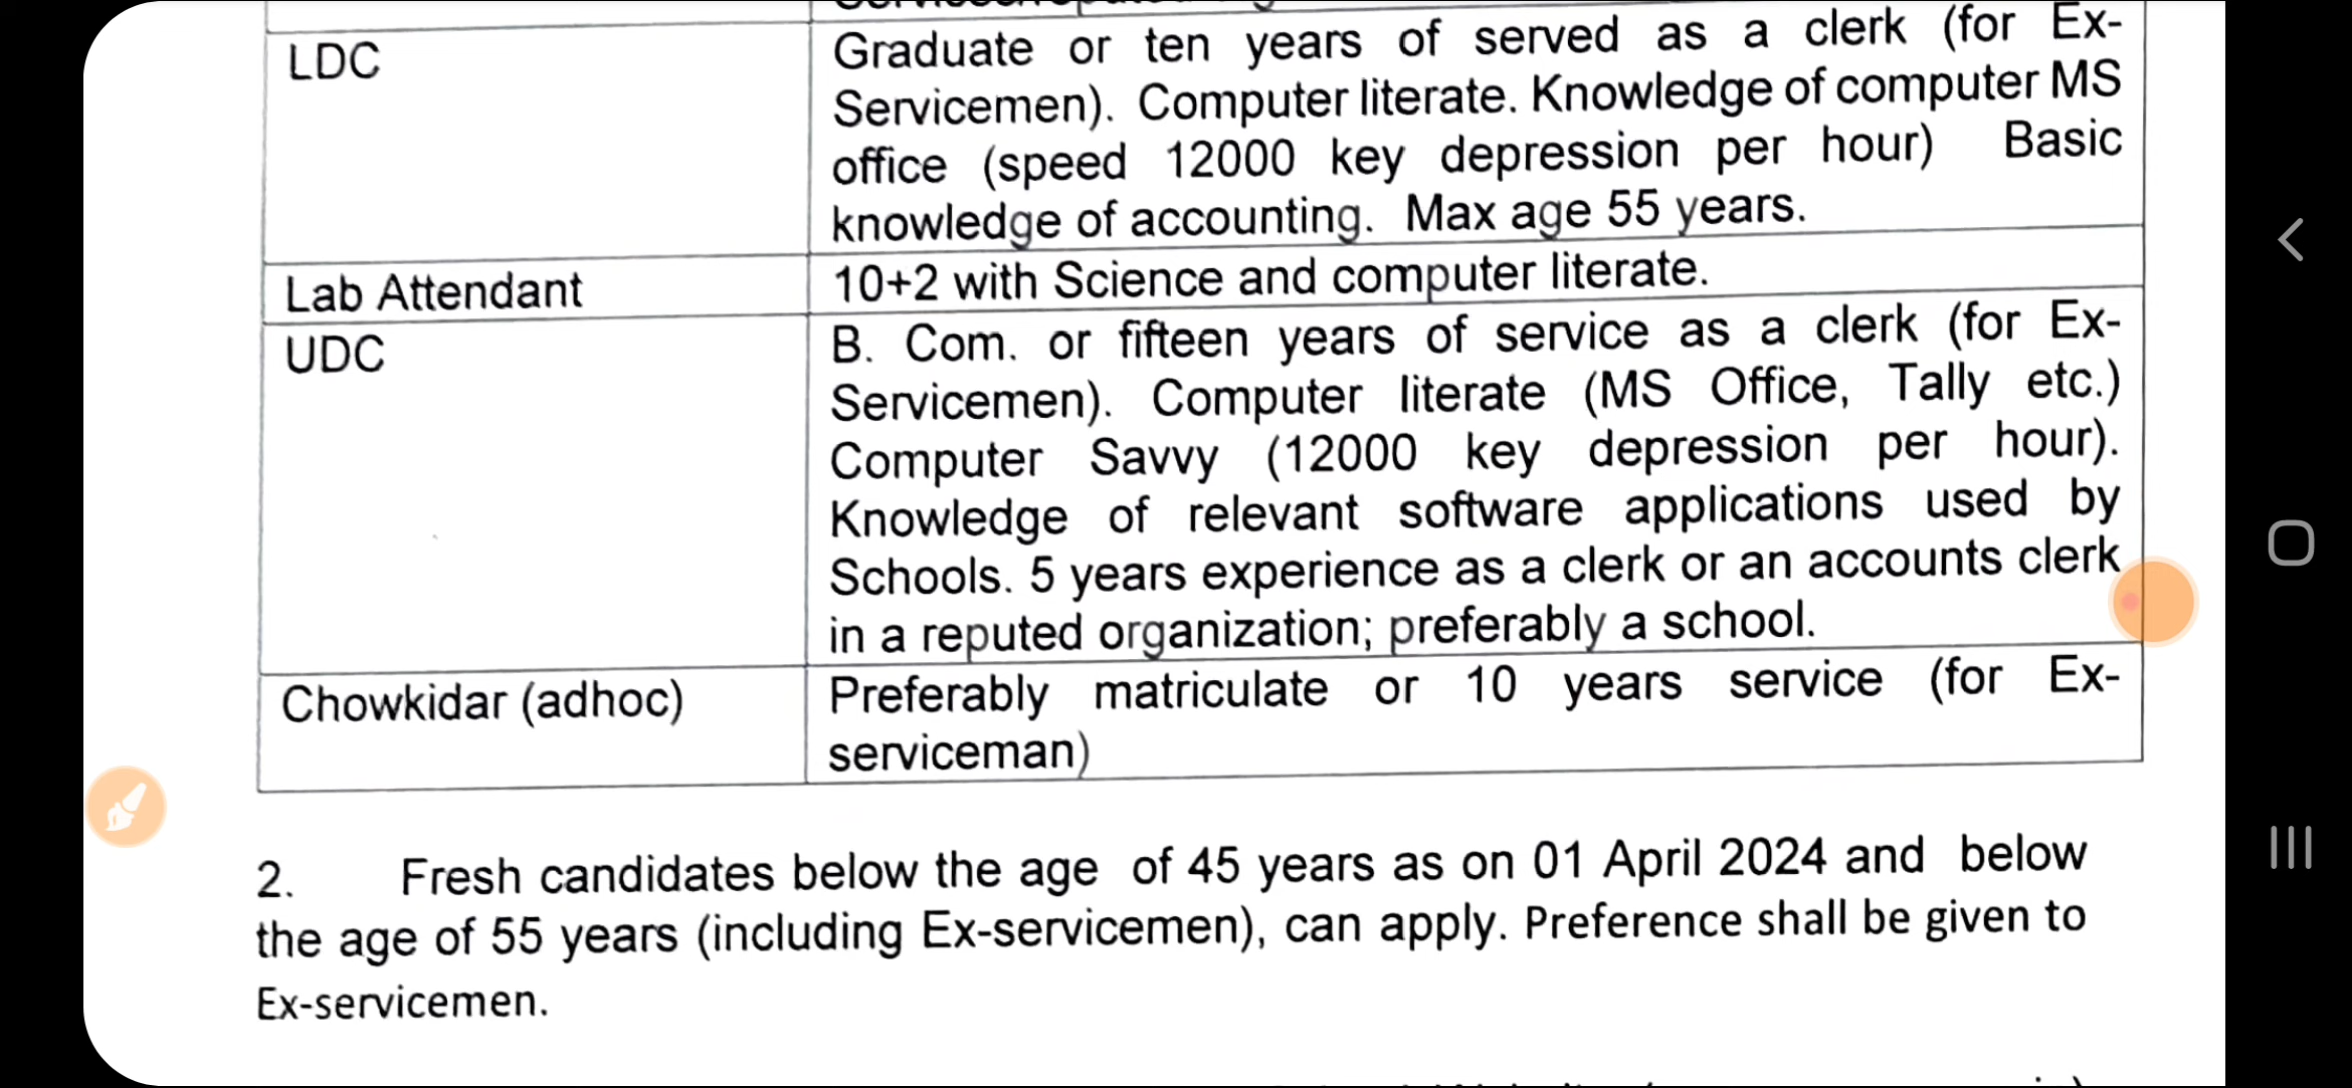 LDC
Graduate or ten years of served as a clerk (for Ex-
Servicemen). Computer literate. Knowledge of computer MS
office (speed 12000 key depression per hour) Basic
knowledge of accounting. Max age 55 years.
Lab Attendant
10+2 with Science and computer literate.
UDC
B. Com. or fifteen years of service as a clerk (for Ex-
Servicemen). Computer literate (MS Office, Tally etc.)
Computer Savvy (12000 key depression per hour).
Knowledge of relevant software applications used by
Schools. 5 years experience as a clerk or an accounts clerk
in a reputed organization; preferably a school.
Chowkidar (adhoc)
Preferably matriculate or 10 years service (for Ex-
serviceman)
2. Fresh candidates below the age of 45 years as on 01 April 2024 and below
the age of 55 years (including Ex-servicemen), can apply. Preference shall be given to
Ex-servicemen.